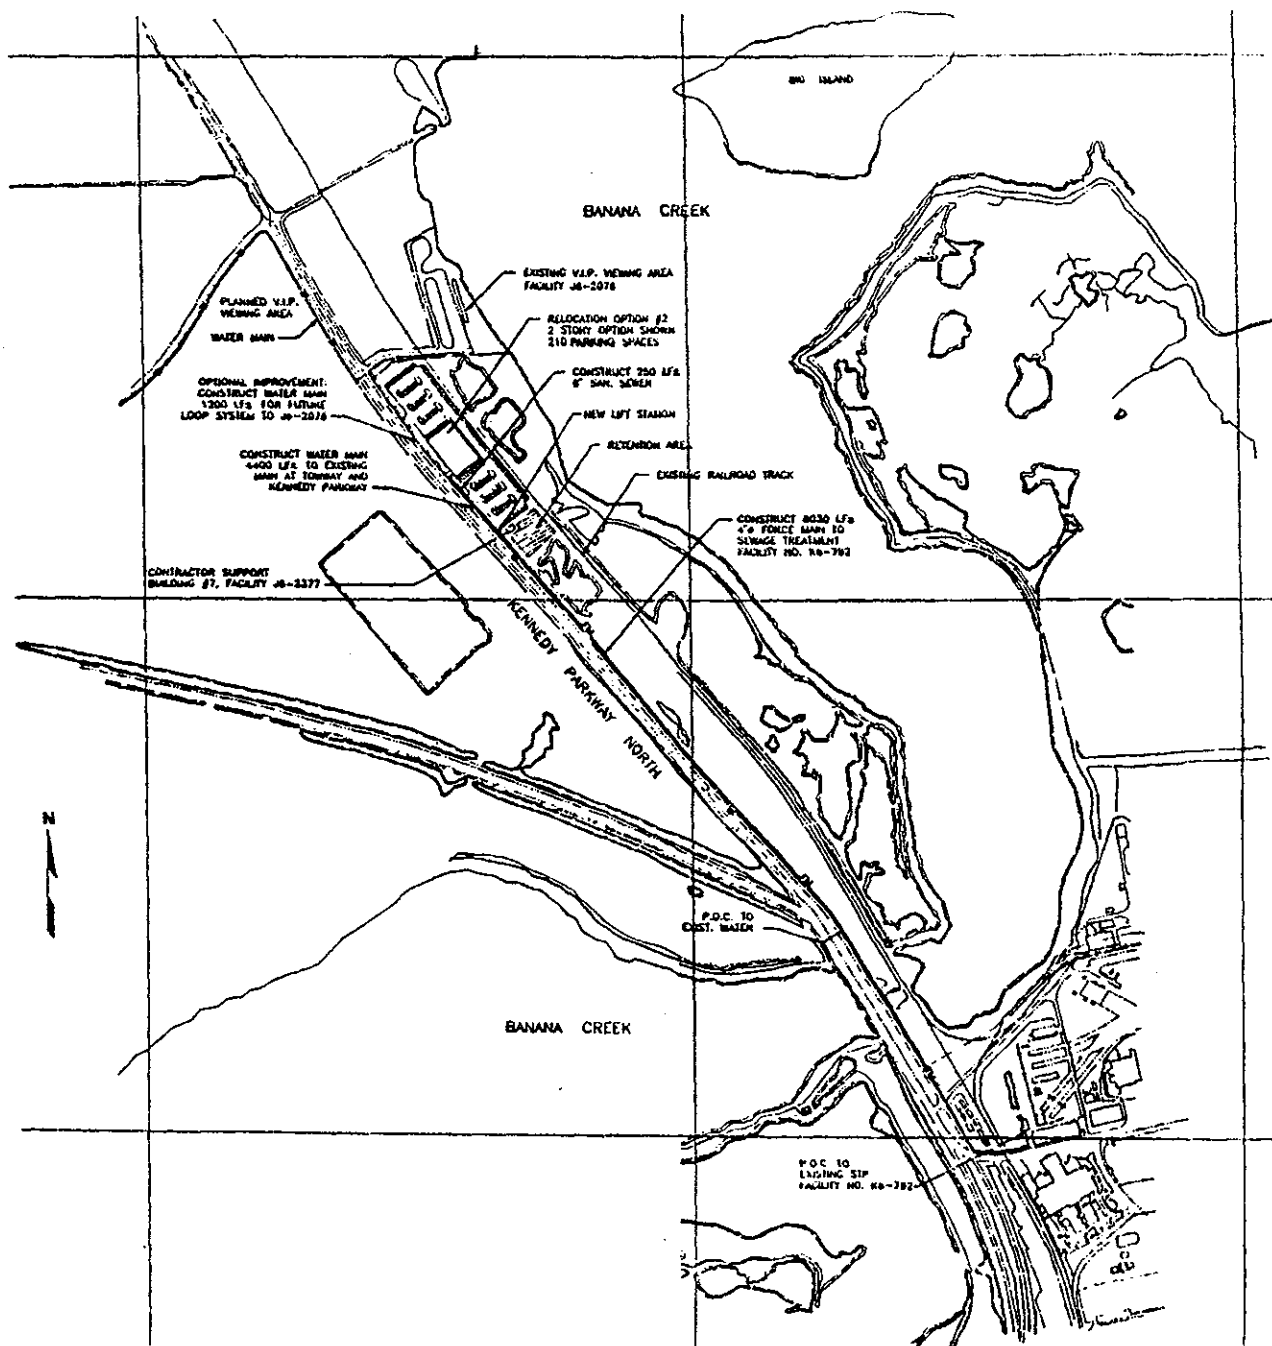 BIG ISLAND
BANANA CREEK
EXISTING V.I.P. VIEWING AREA
FACILITY J6-2076
PLANNED V.I.P.
VIEWING AREA
WATER MAIN
RELOCATION OPTION #2
2 STORY OPTION SHOWN
210 PARKING SPACES
CONSTRUCT 250 LF±
8" SAN. SEWER
OPTIONAL IMPROVEMENT:
CONSTRUCT WATER MAIN
1200 LF± FOR FUTURE
LOOP SYSTEM TO J6-2076
NEW LIFT STATION
RETENTION AREA
CONSTRUCT WATER MAIN
4400 LF± TO EXISTING
MAIN AT TOWWAY AND
KENNEDY PARKWAY
EXISTING RAILROAD TRACK
CONSTRUCT 8030 LF±
4"ø FORCE MAIN TO
SEWAGE TREATMENT
FACILITY NO. K6-792
CONTRACTOR SUPPORT
BUILDING #7, FACILITY J6-2377
KENNEDY PARKWAY NORTH
N
P.O.C. TO
EXIST. WATER
BANANA CREEK
P.O.C. TO
EXISTING STP
FACILITY NO. K6-792